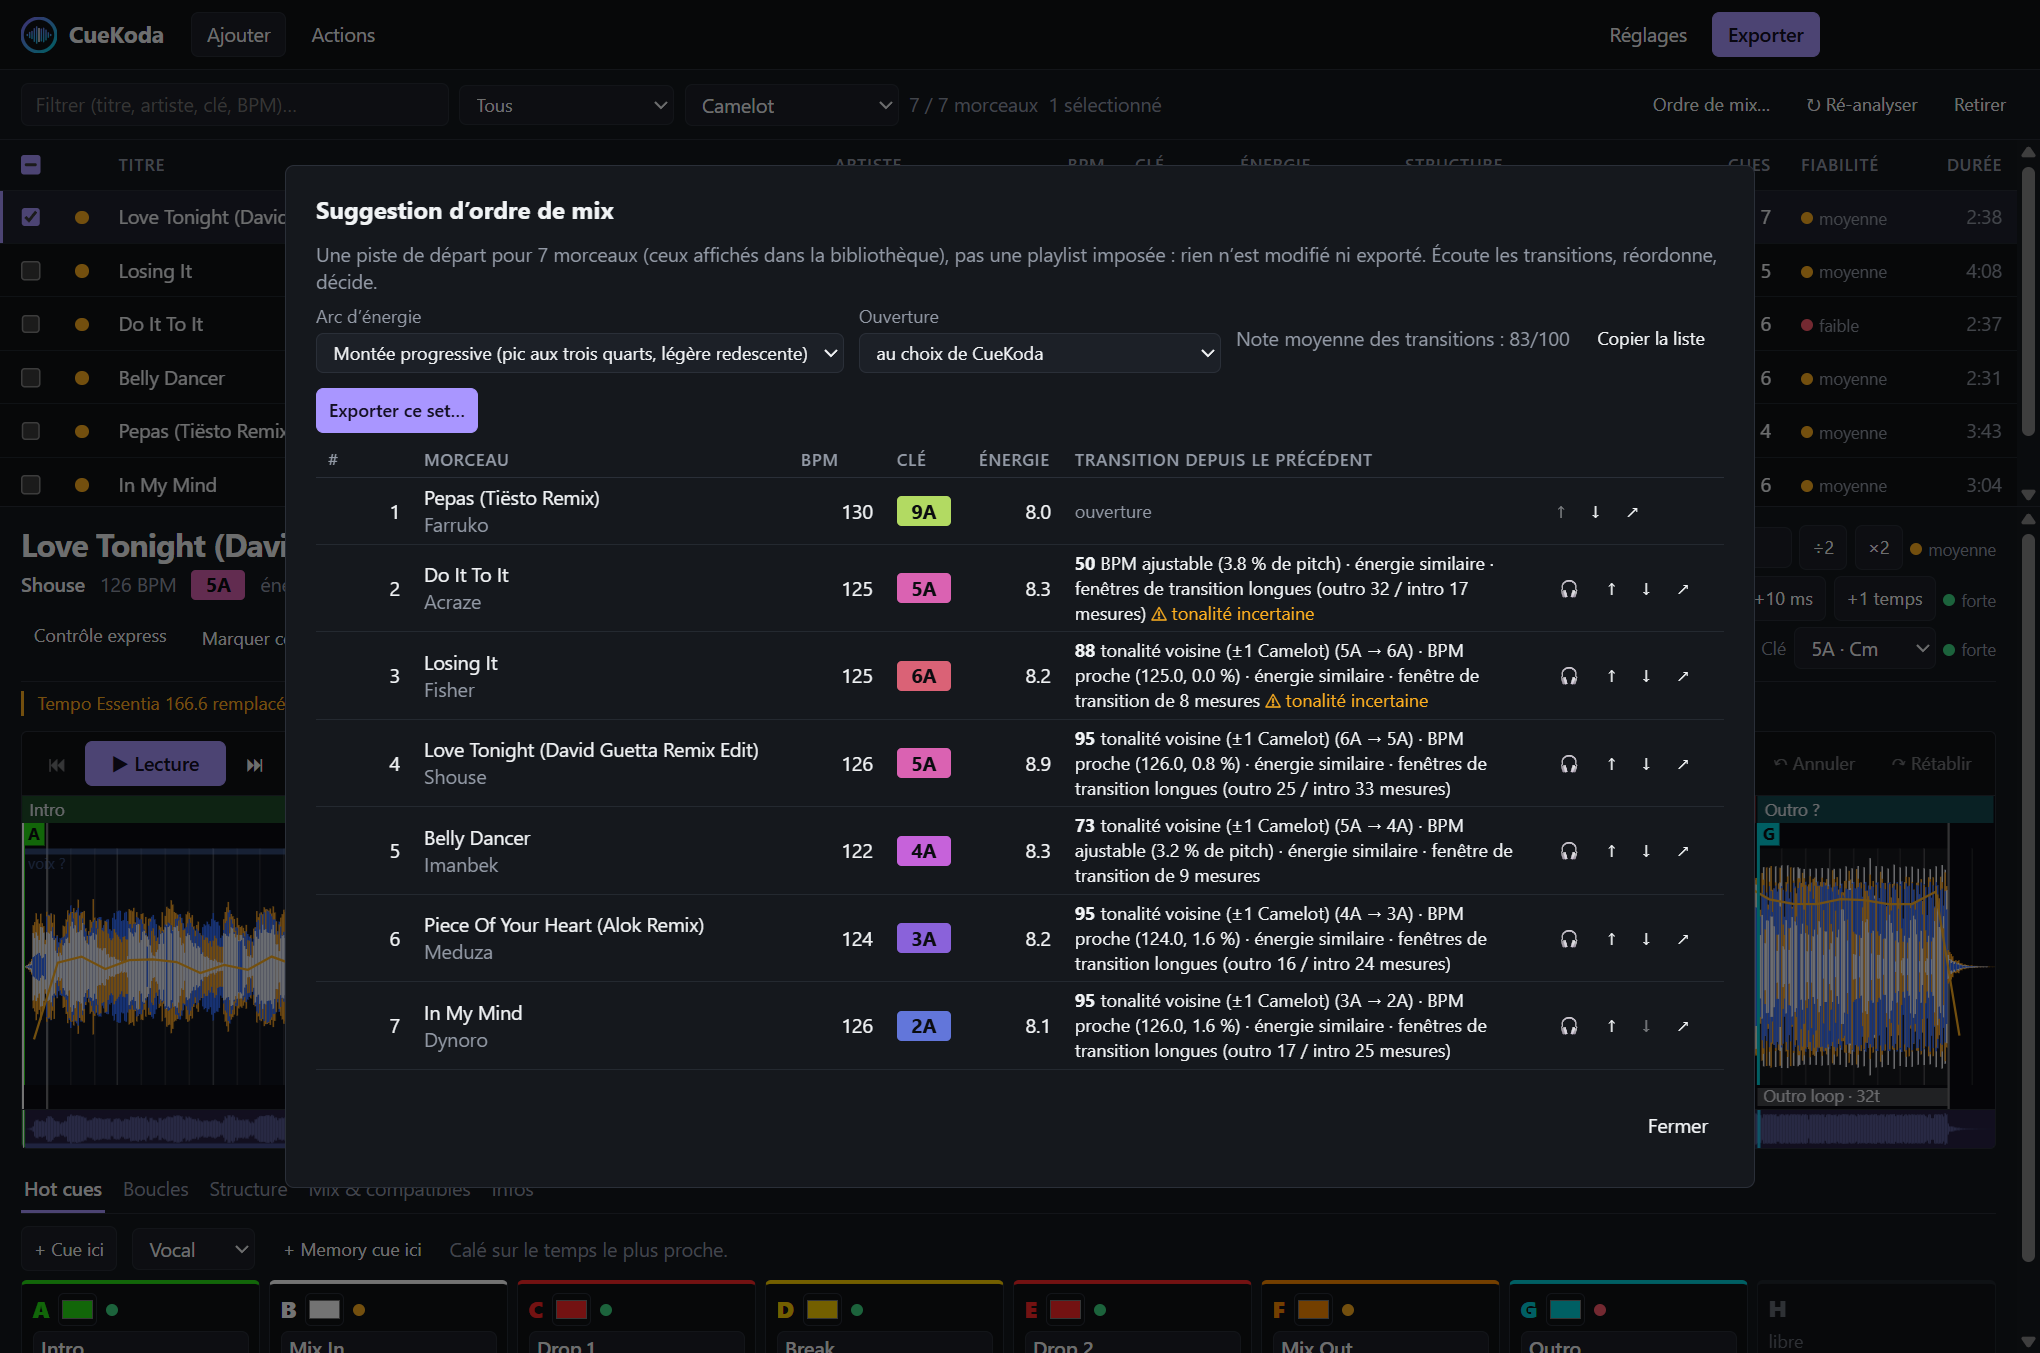 CueKoda Ajouter Actions Réglages Exporter
Filtrer (titre, artiste, clé, BPM)... Tous Camelot 7 / 7 morceaux 1 sélectionné Ordre de mix... ↻ Ré-analyser Retirer
TITRE ARTISTE BPM CLÉ ÉNERGIE STRUCTURE CUES FIABILITÉ DURÉE
Love Tonight (David 7 moyenne 2:38
Losing It 5 moyenne 4:08
Do It To It 6 faible 2:37
Belly Dancer 6 moyenne 2:31
Pepas (Tiësto Remix 4 moyenne 3:43
In My Mind 6 moyenne 3:04
Suggestion d’ordre de mix
Une piste de départ pour 7 morceaux (ceux affichés dans la bibliothèque), pas une playlist imposée : rien n’est modifié ni exporté. Écoute les transitions, réordonne,
décide.
Arc d’énergie Ouverture
Montée progressive (pic aux trois quarts, légère redescente) au choix de CueKoda Note moyenne des transitions : 83/100 Copier la liste
Exporter ce set...
# MORCEAU BPM CLÉ ÉNERGIE TRANSITION DEPUIS LE PRÉCÉDENT
1 Pepas (Tiësto Remix) Farruko 130 9A 8.0 ouverture ↑ ↓ ↗
2 Do It To It Acraze 125 5A 8.3
50 BPM ajustable (3.8 % de pitch) · énergie similaire ·
fenêtres de transition longues (outro 32 / intro 17
mesures) ⚠ tonalité incertaine
3 Losing It Fisher 125 6A 8.2
88 tonalité voisine (±1 Camelot) (5A → 6A) · BPM
proche (125.0, 0.0 %) · énergie similaire · fenêtre de
transition de 8 mesures ⚠ tonalité incertaine
4 Love Tonight (David Guetta Remix Edit) Shouse 126 5A 8.9
95 tonalité voisine (±1 Camelot) (6A → 5A) · BPM
proche (126.0, 0.8 %) · énergie similaire · fenêtres de
transition longues (outro 25 / intro 33 mesures)
5 Belly Dancer Imanbek 122 4A 8.3
73 tonalité voisine (±1 Camelot) (5A → 4A) · BPM
ajustable (3.2 % de pitch) · énergie similaire · fenêtre de
transition de 9 mesures
6 Piece Of Your Heart (Alok Remix) Meduza 124 3A 8.2
95 tonalité voisine (±1 Camelot) (4A → 3A) · BPM
proche (124.0, 1.6 %) · énergie similaire · fenêtres de
transition longues (outro 16 / intro 24 mesures)
7 In My Mind Dynoro 126 2A 8.1
95 tonalité voisine (±1 Camelot) (3A → 2A) · BPM
proche (126.0, 1.6 %) · énergie similaire · fenêtres de
transition longues (outro 17 / intro 25 mesures)
Fermer
Love Tonight (Davi ÷2 ×2 moyenne
Shouse 126 BPM 5A +10 ms +1 temps forte
Contrôle express Marquer Clé 5A · Cm forte
Tempo Essentia 166.6 remplacé
Lecture Annuler Rétablir
Intro Outro ?
A G
voix ?
Outro loop · 32t
Hot cues Boucles Structure Mix & compatibles Infos
+ Cue ici Vocal + Memory cue ici Calé sur le temps le plus proche.
A B C D E F G H
Intro Mix In Drop 1 Break Drop 2 Mix Out Outro libre